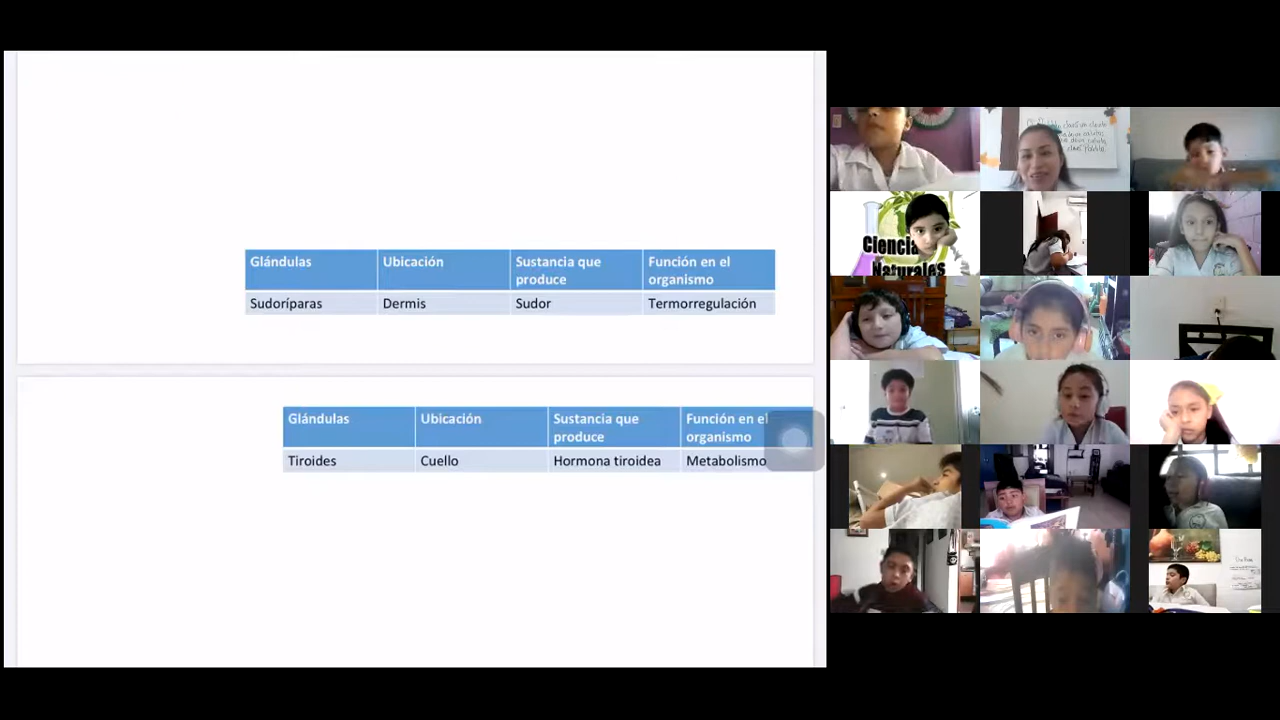 Glándulas Ubicación Sustancia que produce Función en el organismo
Sudoríparas Dermis Sudor Termorregulación
Glándulas Ubicación Sustancia que produce Función en el organismo
Tiroides Cuello Hormona tiroidea Metabolismo
Ciencia
Naturales